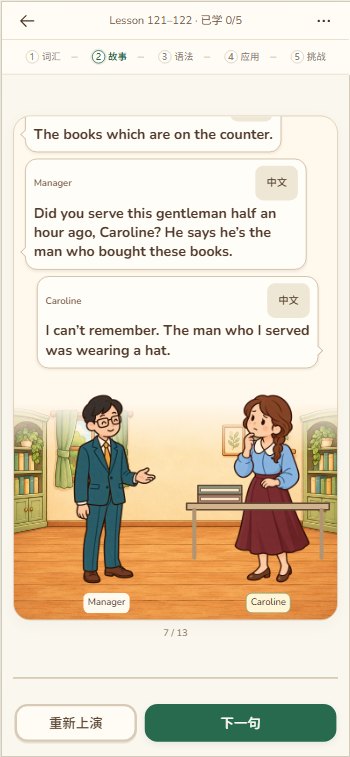 Lesson 121–122 · 已学 0/5
1 词汇 – 2 故事 – 3 语法 – 4 应用 – 5 挑战
The books which are on the counter.
Manager
中文
Did you serve this gentleman half an
hour ago, Caroline? He says he's the
man who bought these books.
Caroline
中文
I can't remember. The man who I served
was wearing a hat.
Manager
Caroline
7 / 13
重新上演
下一句